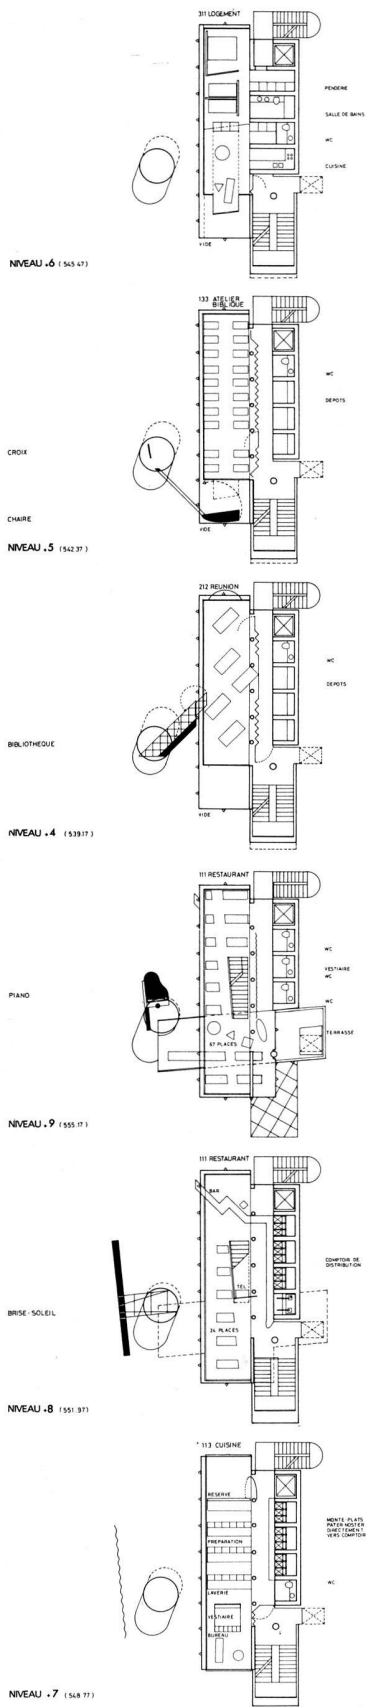 311 LOGEMENT
PENDERIE
SALLE DE BAINS
WC
CUISINE
VIDE
NIVEAU +6 (545.47)
133 ATELIER
BIBLIQUE
WC
DEPOTS
CROIX
CHAIRE
VIDE
NIVEAU +5 (542.37)
212 REUNION
WC
DEPOTS
BIBLIOTHEQUE
VIDE
NIVEAU +4 (539.17)
111 RESTAURANT
WC
VESTIAIRE
WC
PIANO
WC
TERRASSE
67 PLACES
NIVEAU +9 (555.17)
111 RESTAURANT
BAR
COMPTOIR DE
DISTRIBUTION
TEL
BRISE-SOLEIL
34 PLACES
NIVEAU +8 (551.97)
113 CUISINE
RESERVE
MONTE-PLATS
PATER NOSTER
DIRECTEMENT
VERS COMPTOIR
PREPARATION
LAVERIE
WC
VESTIAIRE
BUREAU
NIVEAU +7 (548.77)